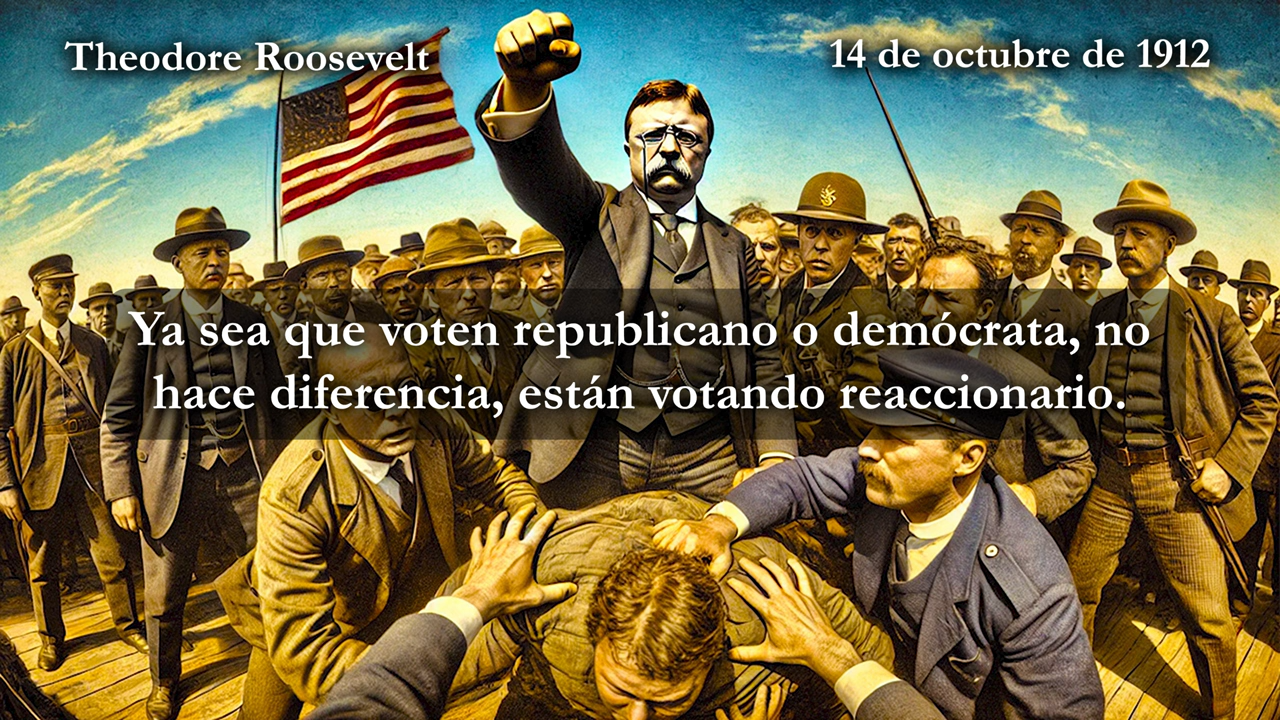 Theodore Roosevelt
14 de octubre de 1912
Ya sea que voten republicano o demócrata, no
hace diferencia, están votando reaccionario.